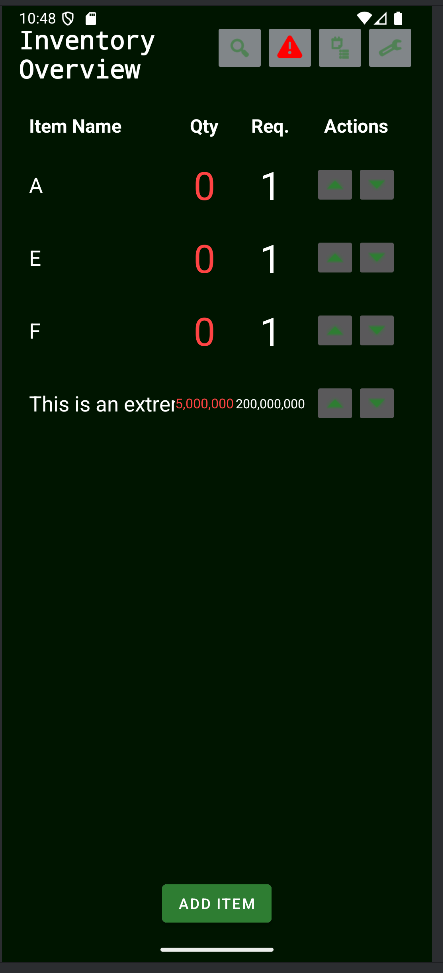 10:48
Inventory
Overview
Item Name Qty Req. Actions
A 0 1
E 0 1
F 0 1
This is an 5,000,000 200,000,000
ADD ITEM